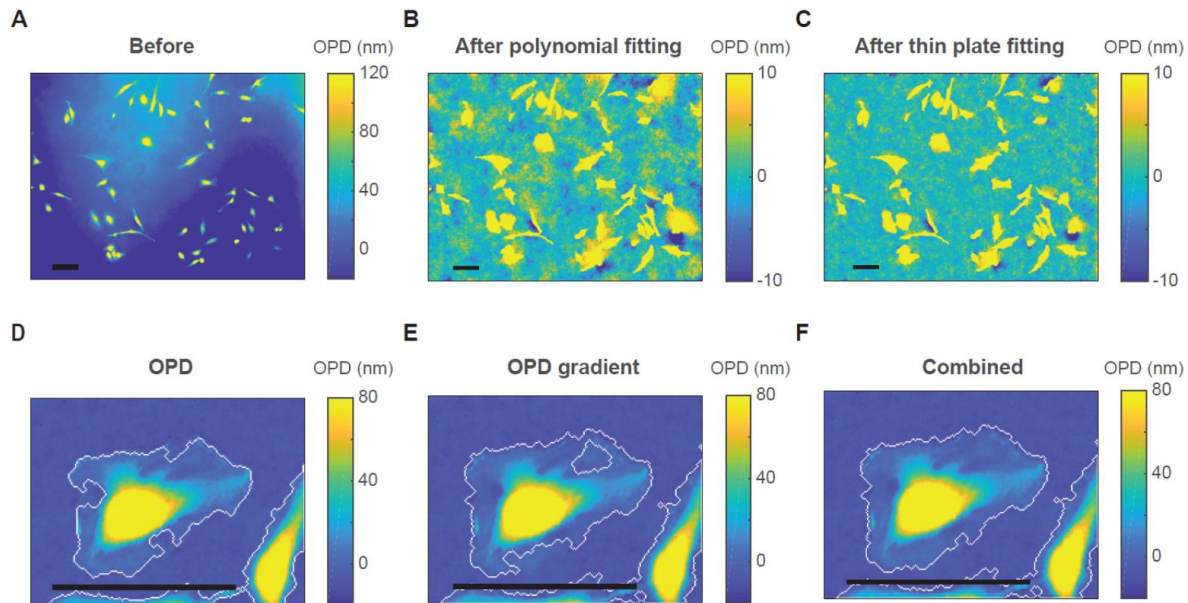 A B C
Before OPD (nm) After polynomial fitting OPD (nm) After thin plate fitting OPD (nm)
120 10 10
80
40 0 0
0
-10 -10
D E F
OPD OPD (nm) OPD gradient OPD (nm) Combined OPD (nm)
80 80 80
40 40 40
0 0 0